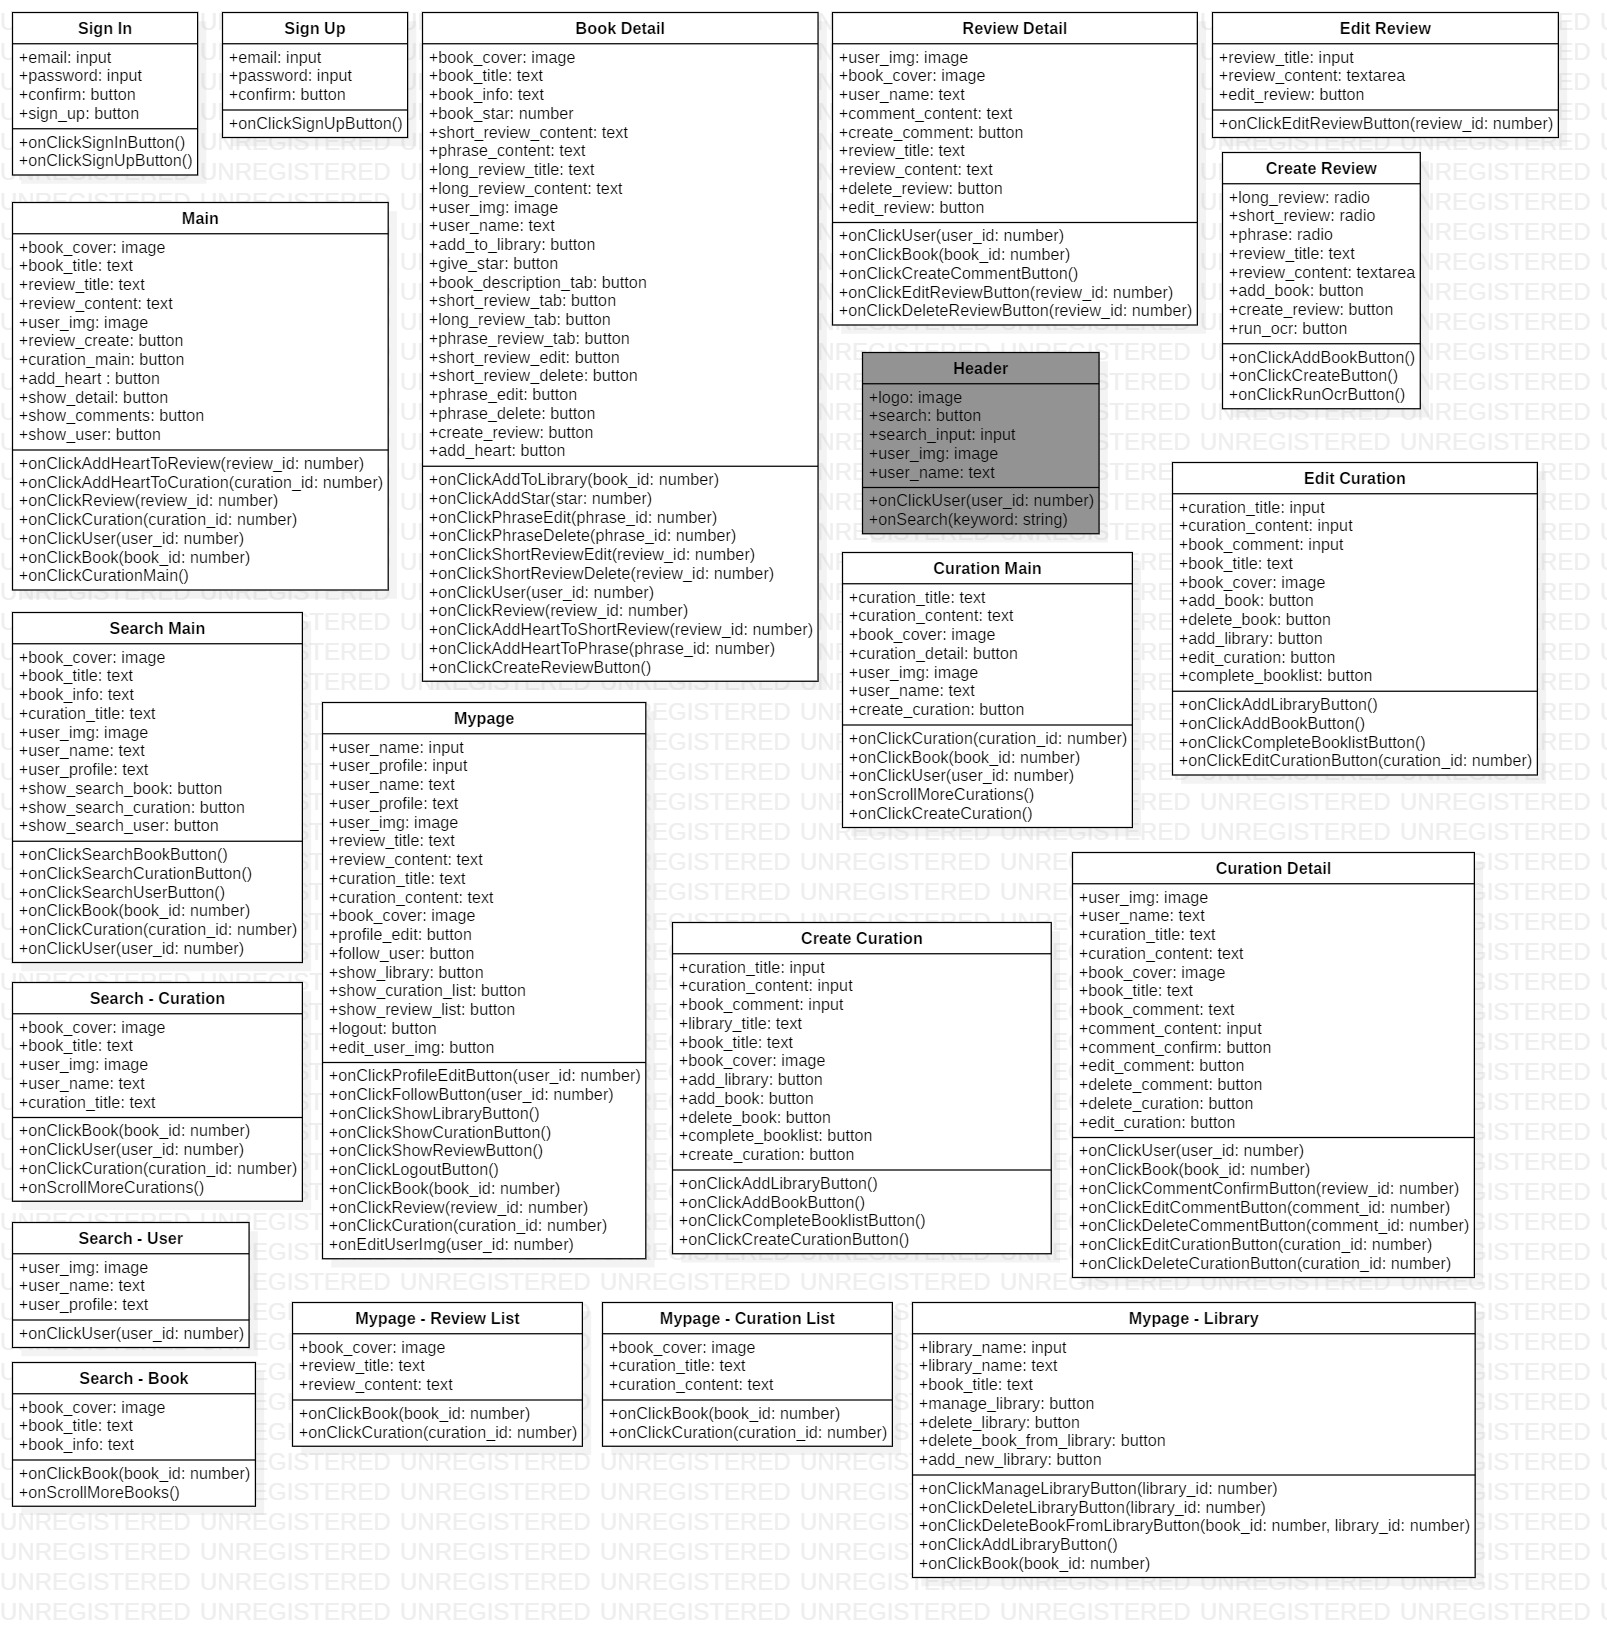 Sign In
+email: input
+password: input
+confirm: button
+sign_up: button
+onClickSignInButton()
+onClickSignUpButton()
Sign Up
+email: input
+password: input
+confirm: button
+onClickSignUpButton()
Book Detail
+book_cover: image
+book_title: text
+book_info: text
+book_star: number
+short_review_content: text
+phrase_content: text
+long_review_title: text
+long_review_content: text
+user_img: image
+user_name: text
+add_to_library: button
+give_star: button
+book_description_tab: button
+short_review_tab: button
+long_review_tab: button
+phrase_review_tab: button
+short_review_edit: button
+short_review_delete: button
+phrase_edit: button
+phrase_delete: button
+create_review: button
+add_heart: button
+onClickAddToLibrary(book_id: number)
+onClickAddStar(star: number)
+onClickPhraseEdit(phrase_id: number)
+onClickPhraseDelete(phrase_id: number)
+onClickShortReviewEdit(review_id: number)
+onClickShortReviewDelete(review_id: number)
+onClickUser(user_id: number)
+onClickReview(review_id: number)
+onClickAddHeartToShortReview(review_id: number)
+onClickAddHeartToPhrase(phrase_id: number)
+onClickCreateReviewButton()
Review Detail
+user_img: image
+book_cover: image
+user_name: text
+comment_content: text
+create_comment: button
+review_title: text
+review_content: text
+delete_review: button
+edit_review: button
+onClickUser(user_id: number)
+onClickBook(book_id: number)
+onClickCreateCommentButton()
+onClickEditReviewButton(review_id: number)
+onClickDeleteReviewButton(review_id: number)
Edit Review
+review_title: input
+review_content: textarea
+edit_review: button
+onClickEditReviewButton(review_id: number)
Create Review
+long_review: radio
+short_review: radio
+phrase: radio
+review_title: text
+review_content: textarea
+add_book: button
+create_review: button
+run_ocr: button
+onClickAddBookButton()
+onClickCreateButton()
+onClickRunOcrButton()
Main
+book_cover: image
+book_title: text
+review_title: text
+review_content: text
+user_img: image
+review_create: button
+curation_main: button
+add_heart : button
+show_detail: button
+show_comments: button
+show_user: button
+onClickAddHeartToReview(review_id: number)
+onClickAddHeartToCuration(curation_id: number)
+onClickReview(review_id: number)
+onClickCuration(curation_id: number)
+onClickUser(user_id: number)
+onClickBook(book_id: number)
+onClickCurationMain()
Header
+logo: image
+search: button
+search_input: input
+user_img: image
+user_name: text
+onClickUser(user_id: number)
+onSearch(keyword: string)
Edit Curation
+curation_title: input
+curation_content: input
+book_comment: input
+book_title: text
+book_cover: image
+add_book: button
+delete_book: button
+add_library: button
+edit_curation: button
+complete_booklist: button
+onClickAddLibraryButton()
+onClickAddBookButton()
+onClickCompleteBooklistButton()
+onClickEditCurationButton(curation_id: number)
Curation Main
+curation_title: text
+curation_content: text
+book_cover: image
+curation_detail: button
+user_img: image
+user_name: text
+create_curation: button
+onClickCuration(curation_id: number)
+onClickBook(book_id: number)
+onClickUser(user_id: number)
+onScrollMoreCurations()
+onClickCreateCuration()
Search Main
+book_cover: image
+book_title: text
+book_info: text
+curation_title: text
+user_img: image
+user_name: text
+user_profile: text
+show_search_book: button
+show_search_curation: button
+show_search_user: button
+onClickSearchBookButton()
+onClickSearchCurationButton()
+onClickSearchUserButton()
+onClickBook(book_id: number)
+onClickCuration(curation_id: number)
+onClickUser(user_id: number)
Mypage
+user_name: input
+user_profile: input
+user_name: text
+user_profile: text
+user_img: image
+review_title: text
+review_content: text
+curation_title: text
+curation_content: text
+book_cover: image
+profile_edit: button
+follow_user: button
+show_library: button
+show_curation_list: button
+show_review_list: button
+logout: button
+edit_user_img: button
+onClickProfileEditButton(user_id: number)
+onClickFollowButton(user_id: number)
+onClickShowLibraryButton()
+onClickShowCurationButton()
+onClickShowReviewButton()
+onClickLogoutButton()
+onClickBook(book_id: number)
+onClickReview(review_id: number)
+onClickCuration(curation_id: number)
+onEditUserImg(user_id: number)
Create Curation
+curation_title: input
+curation_content: input
+book_comment: input
+library_title: text
+book_title: text
+book_cover: image
+add_library: button
+add_book: button
+delete_book: button
+complete_booklist: button
+create_curation: button
+onClickAddLibraryButton()
+onClickAddBookButton()
+onClickCompleteBooklistButton()
+onClickCreateCurationButton()
Curation Detail
+user_img: image
+user_name: text
+curation_title: text
+curation_content: text
+book_cover: image
+book_title: text
+book_comment: text
+comment_content: input
+comment_confirm: button
+edit_comment: button
+delete_comment: button
+delete_curation: button
+edit_curation: button
+onClickUser(user_id: number)
+onClickBook(book_id: number)
+onClickCommentConfirmButton(review_id: number)
+onClickEditCommentButton(comment_id: number)
+onClickDeleteCommentButton(comment_id: number)
+onClickEditCurationButton(curation_id: number)
+onClickDeleteCurationButton(curation_id: number)
Search - Curation
+book_cover: image
+book_title: text
+user_img: image
+user_name: text
+curation_title: text
+onClickBook(book_id: number)
+onClickUser(user_id: number)
+onClickCuration(curation_id: number)
+onScrollMoreCurations()
Search - User
+user_img: image
+user_name: text
+user_profile: text
+onClickUser(user_id: number)
Search - Book
+book_cover: image
+book_title: text
+book_info: text
+onClickBook(book_id: number)
+onScrollMoreBooks()
Mypage - Review List
+book_cover: image
+review_title: text
+review_content: text
+onClickBook(book_id: number)
+onClickCuration(curation_id: number)
Mypage - Curation List
+book_cover: image
+curation_title: text
+curation_content: text
+onClickBook(book_id: number)
+onClickCuration(curation_id: number)
Mypage - Library
+library_name: input
+library_name: text
+book_title: text
+manage_library: button
+delete_library: button
+delete_book_from_library: button
+add_new_library: button
+onClickManageLibraryButton(library_id: number)
+onClickDeleteLibraryButton(library_id: number)
+onClickDeleteBookFromLibraryButton(book_id: number, library_id: number)
+onClickAddLibraryButton()
+onClickBook(book_id: number)
UNREGISTERED